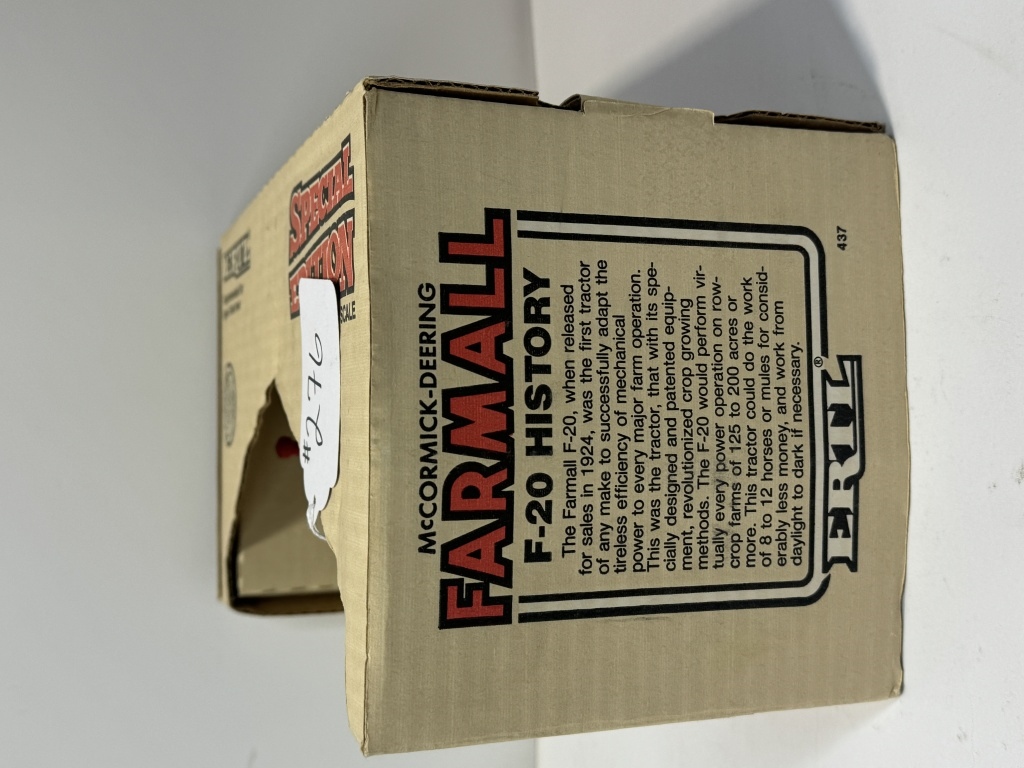 McCORMICK-DEERING
FARMALL
F-20 HISTORY
The Farmall F-20, when released
for sales in 1924, was the first tractor
of any make to successfully adapt the
tireless efficiency of mechanical
power to every major farm operation.
This was the tractor, that with its spe-
cially designed and patented equip-
ment, revolutionized crop growing
methods. The F-20 would perform vir-
tually every power operation on row-
crop farms of 125 to 200 acres or
more. This tractor could do the work
of 8 to 12 horses or mules for consid-
erably less money, and work from
daylight to dark if necessary.
ERTL®
437
SPECIAL
EDITION
SCALE
#276
ERTL